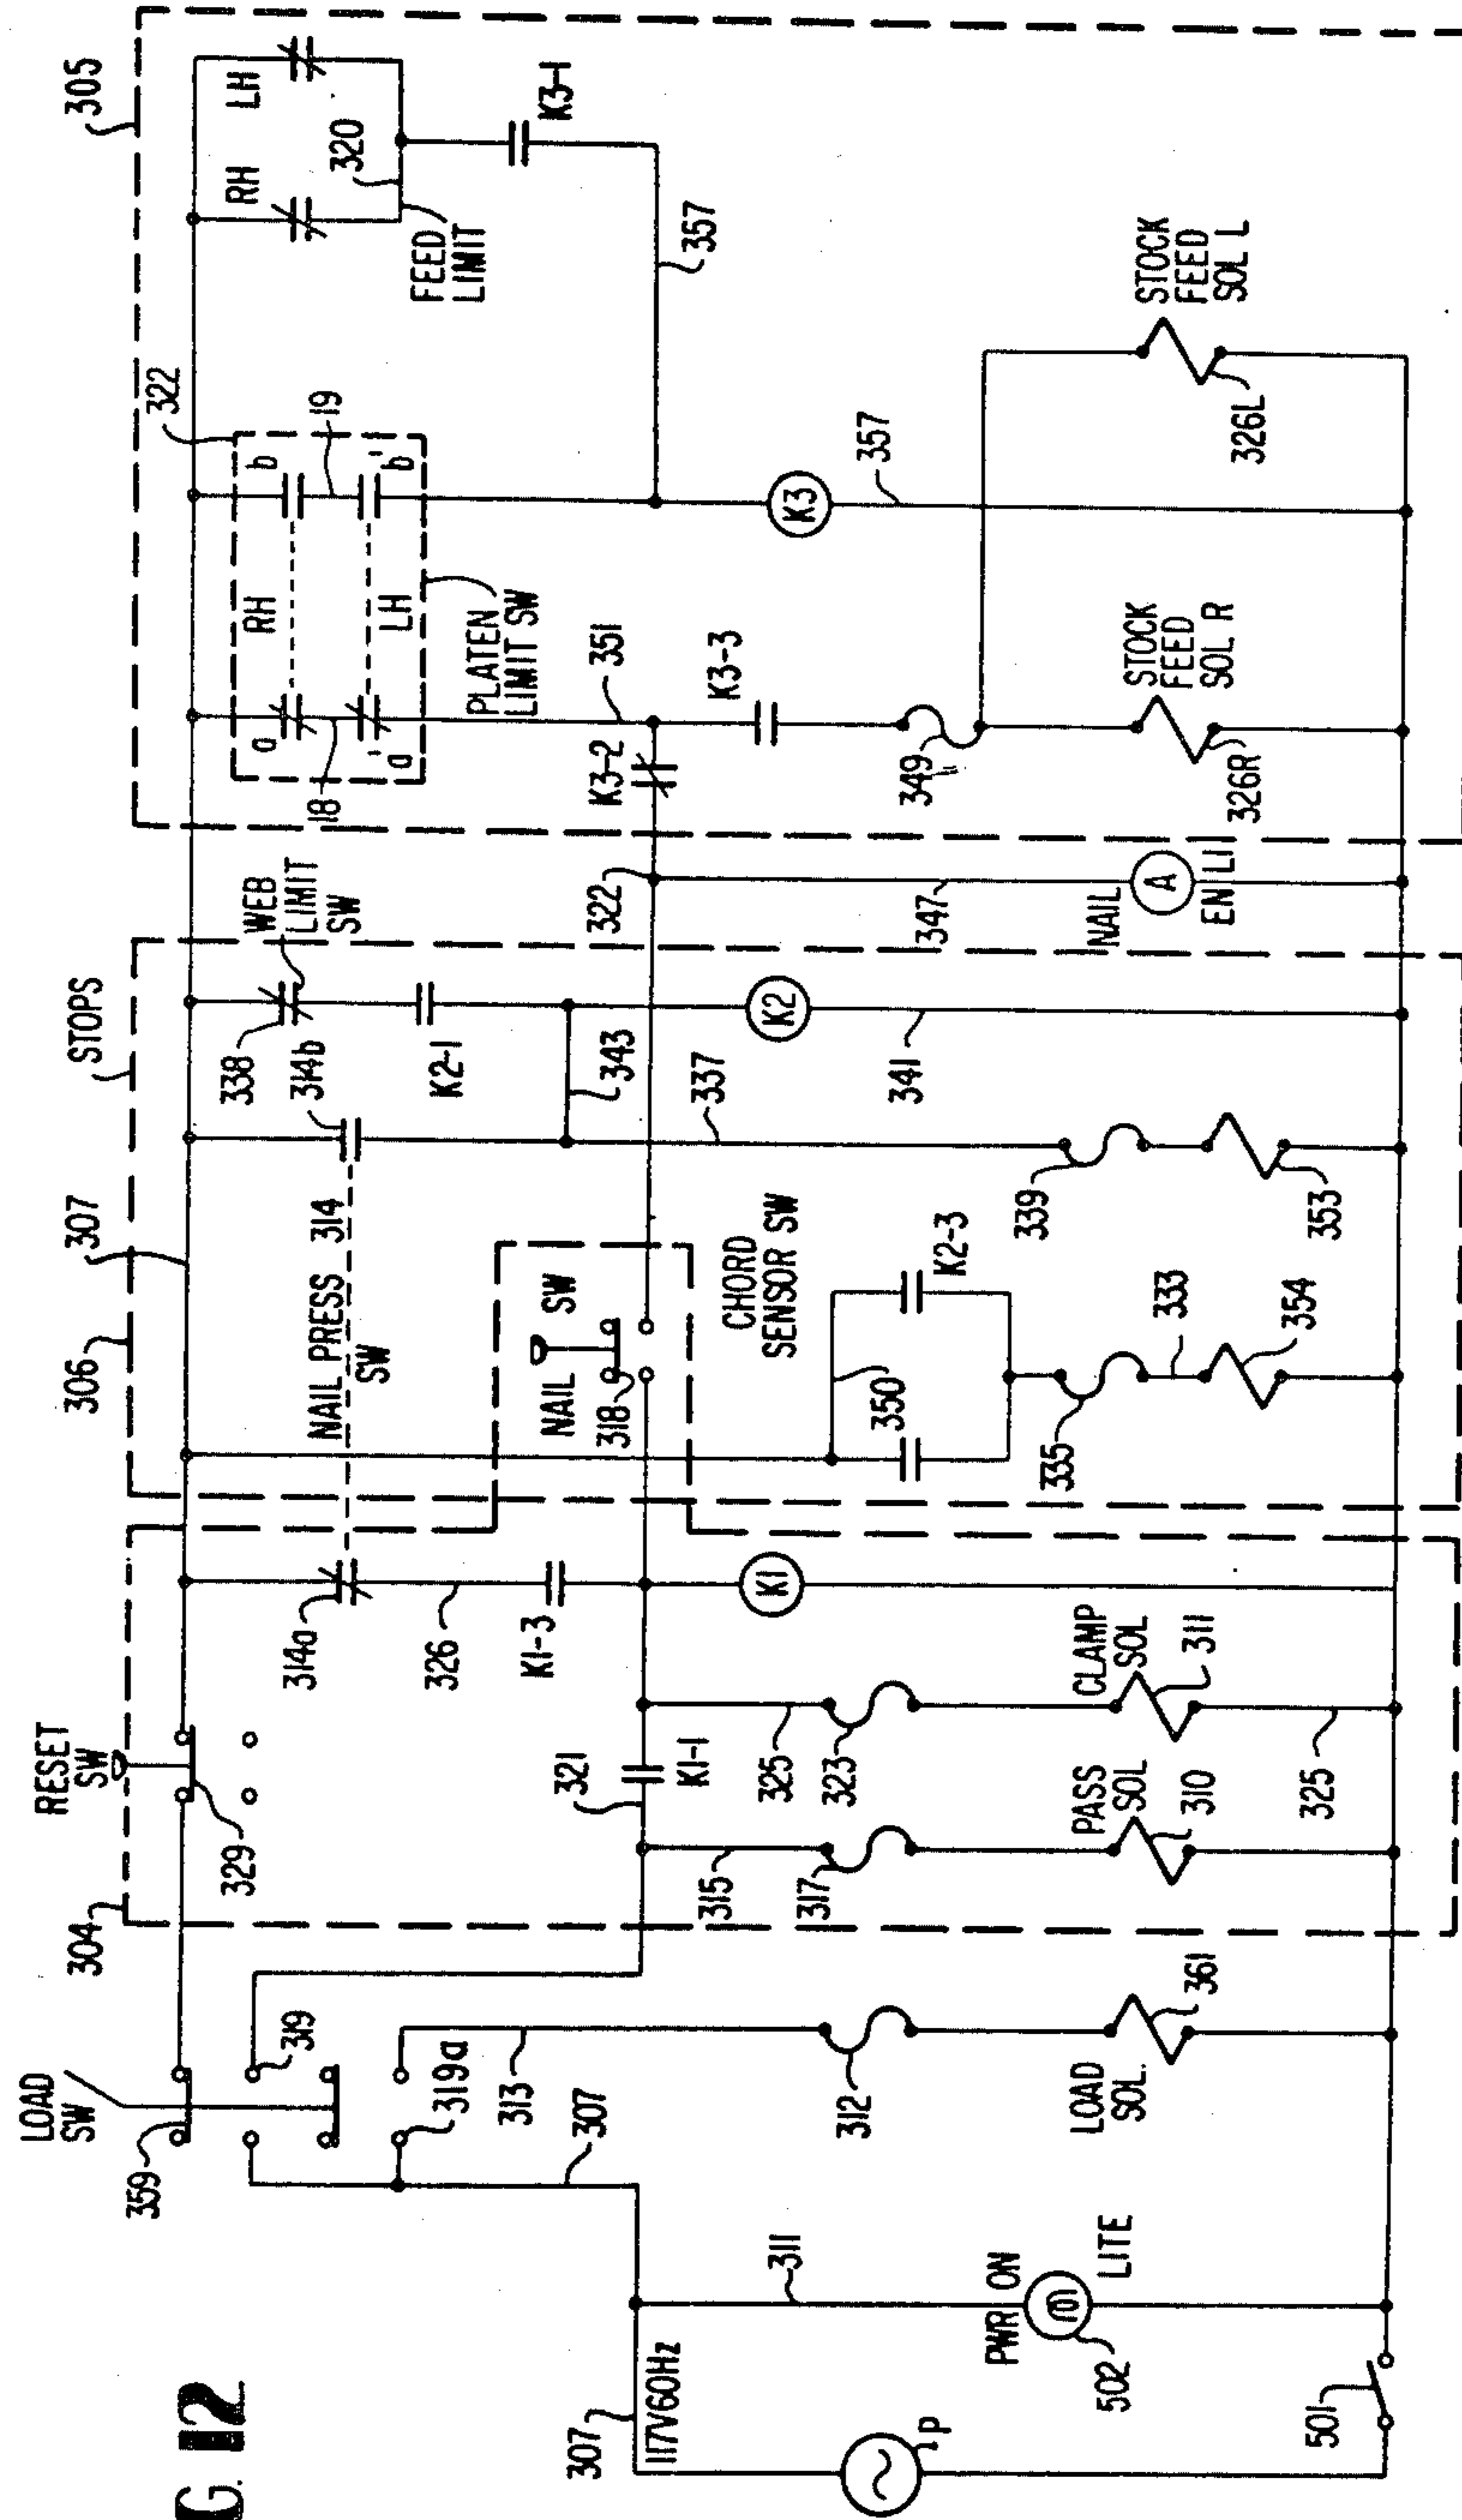 G. 12
307
117V60Hz
P
501
311
PWR ON
LITE
502
307
LOAD
SW
359
319
319a
313
312
LOAD
SOL.
361
304
RESET
SW
329
321
K1-1
315
317
PASS
SOL
310
325
323
CLAMP
SOL
311
325
314a
326
K1-3
K1
306
307
STOPS
NAIL PRESS 314
SW
NAIL SW
318
CHORD
SENSOR SW
350
K2-3
335
333
354
314b
338
WEB
LIMIT
SW
K2-1
343
337
K2
341
339
353
322
347
NAIL
A
EN LI
305
322
RH
LH
a
a'
b
b'
18
19
PLATEN
LIMIT SW
351
K3-2
K3-3
349
STOCK
FEED
SOL R
326R
K3
357
STOCK
FEED
SOL L
326L
RH
LH
320
FEED
LIMIT
K3-1
357